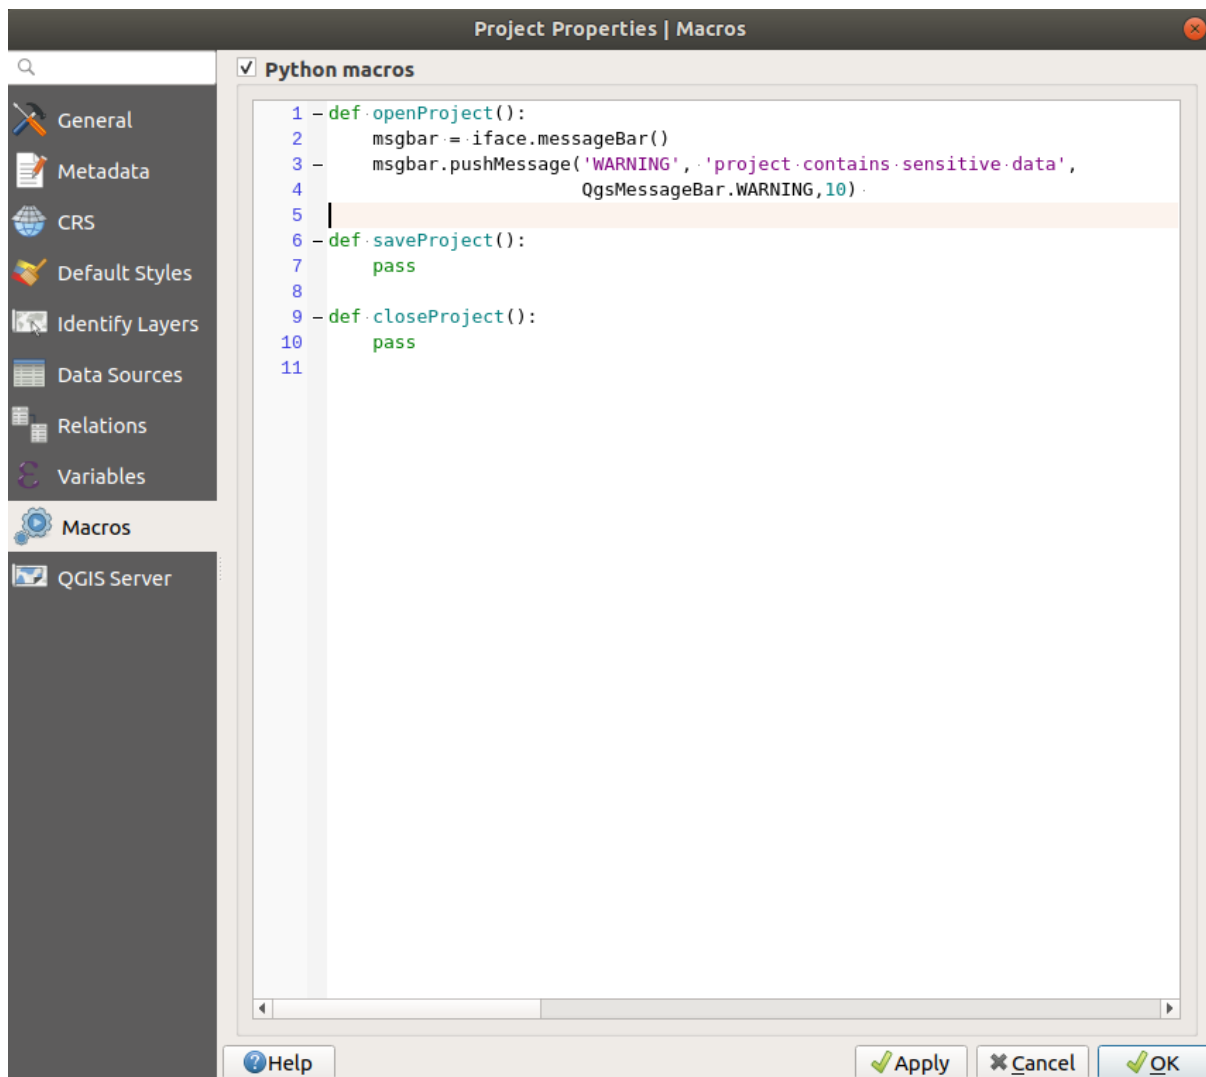 Project Properties | Macros
Python macros
General
Metadata
CRS
Default Styles
Identify Layers
Data Sources
Relations
Variables
Macros
QGIS Server
1 def openProject():
2     msgbar = iface.messageBar()
3     msgbar.pushMessage('WARNING', 'project contains sensitive data',
4                        QgsMessageBar.WARNING,10)
5
6 def saveProject():
7     pass
8
9 def closeProject():
10     pass
11
Help
Apply
Cancel
OK